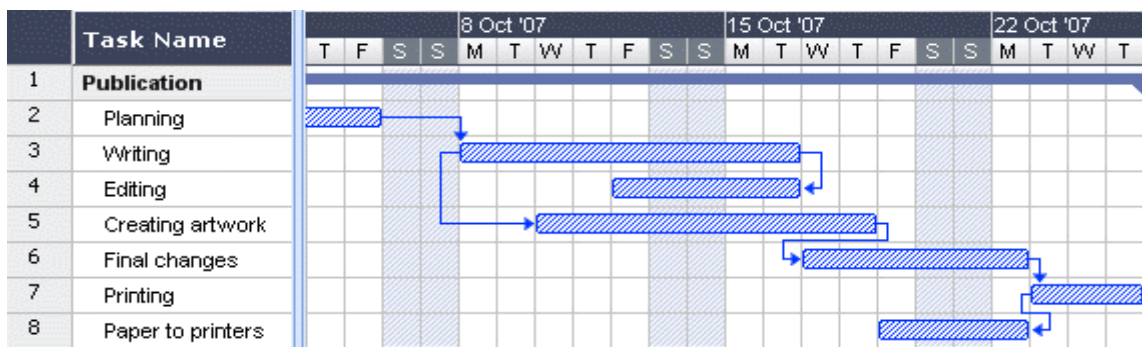 Task Name
8 Oct '07 15 Oct '07 22 Oct '07
T F S S M T W T F S S M T W T F S S M T W T
1 Publication
2 Planning
3 Writing
4 Editing
5 Creating artwork
6 Final changes
7 Printing
8 Paper to printers